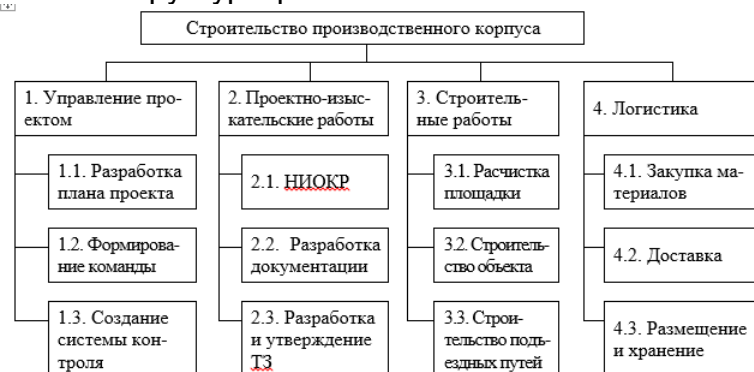 Строительство производственного корпуса
1. Управление про-
ектом
1.1. Разработка
плана проекта
1.2. Формирова-
ние команды
1.3. Создание
системы кон-
троля
2. Проектно-изыс-
кательские работы
2.1. НИОКР
2.2. Разработка
документации
2.3. Разработка
и утверждение
ТЗ
3. Строитель-
ные работы
3.1. Расчистка
площадки
3.2. Строитель-
ство объекта
3.3. Строи-
тельство подъ-
ездных путей
4. Логистика
4.1. Закупка ма-
териалов
4.2. Доставка
4.3. Размещение
и хранение